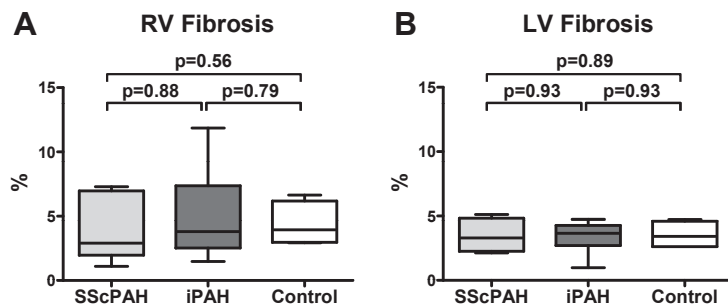 A
RV Fibrosis
p=0.56
p=0.88
p=0.79
15
10
5
0
%
SScPAH
iPAH
Control
B
LV Fibrosis
p=0.89
p=0.93
p=0.93
15
10
5
0
%
SScPAH
iPAH
Control